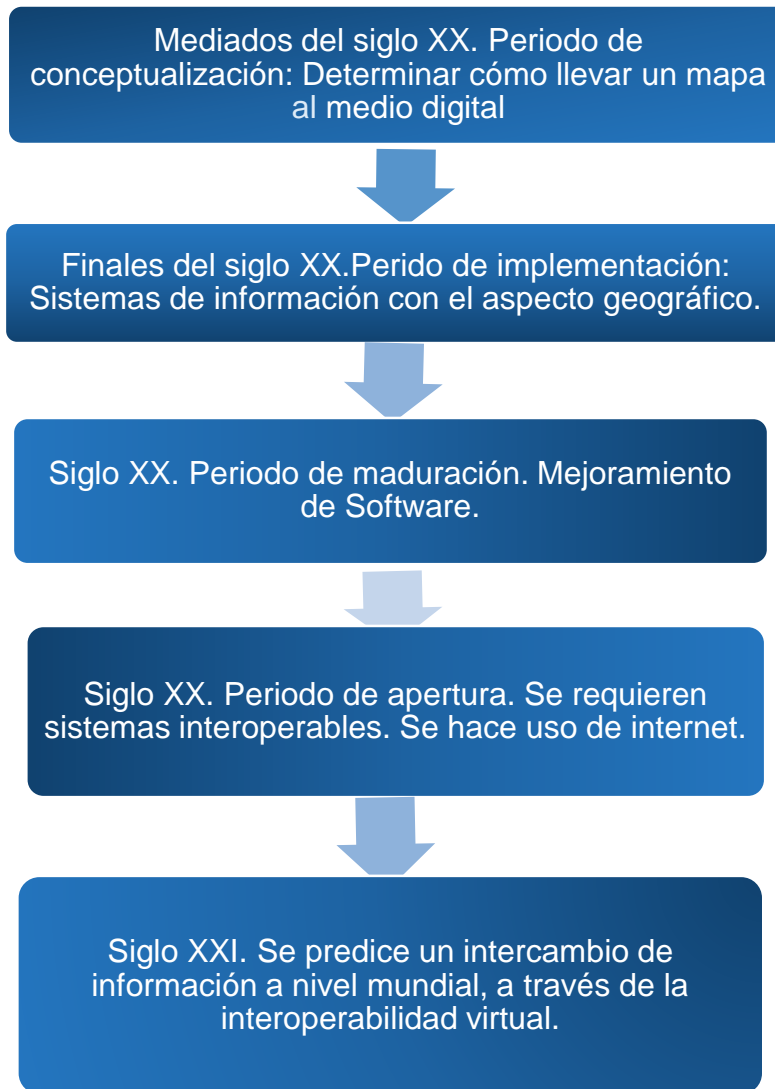 Mediados del siglo XX. Periodo de
conceptualización: Determinar cómo llevar un mapa
al medio digital
Finales del siglo XX.Perido de implementación:
Sistemas de información con el aspecto geográfico.
Siglo XX. Periodo de maduración. Mejoramiento
de Software.
Siglo XX. Periodo de apertura. Se requieren
sistemas interoperables. Se hace uso de internet.
Siglo XXI. Se predice un intercambio de
información a nivel mundial, a través de la
interoperabilidad virtual.